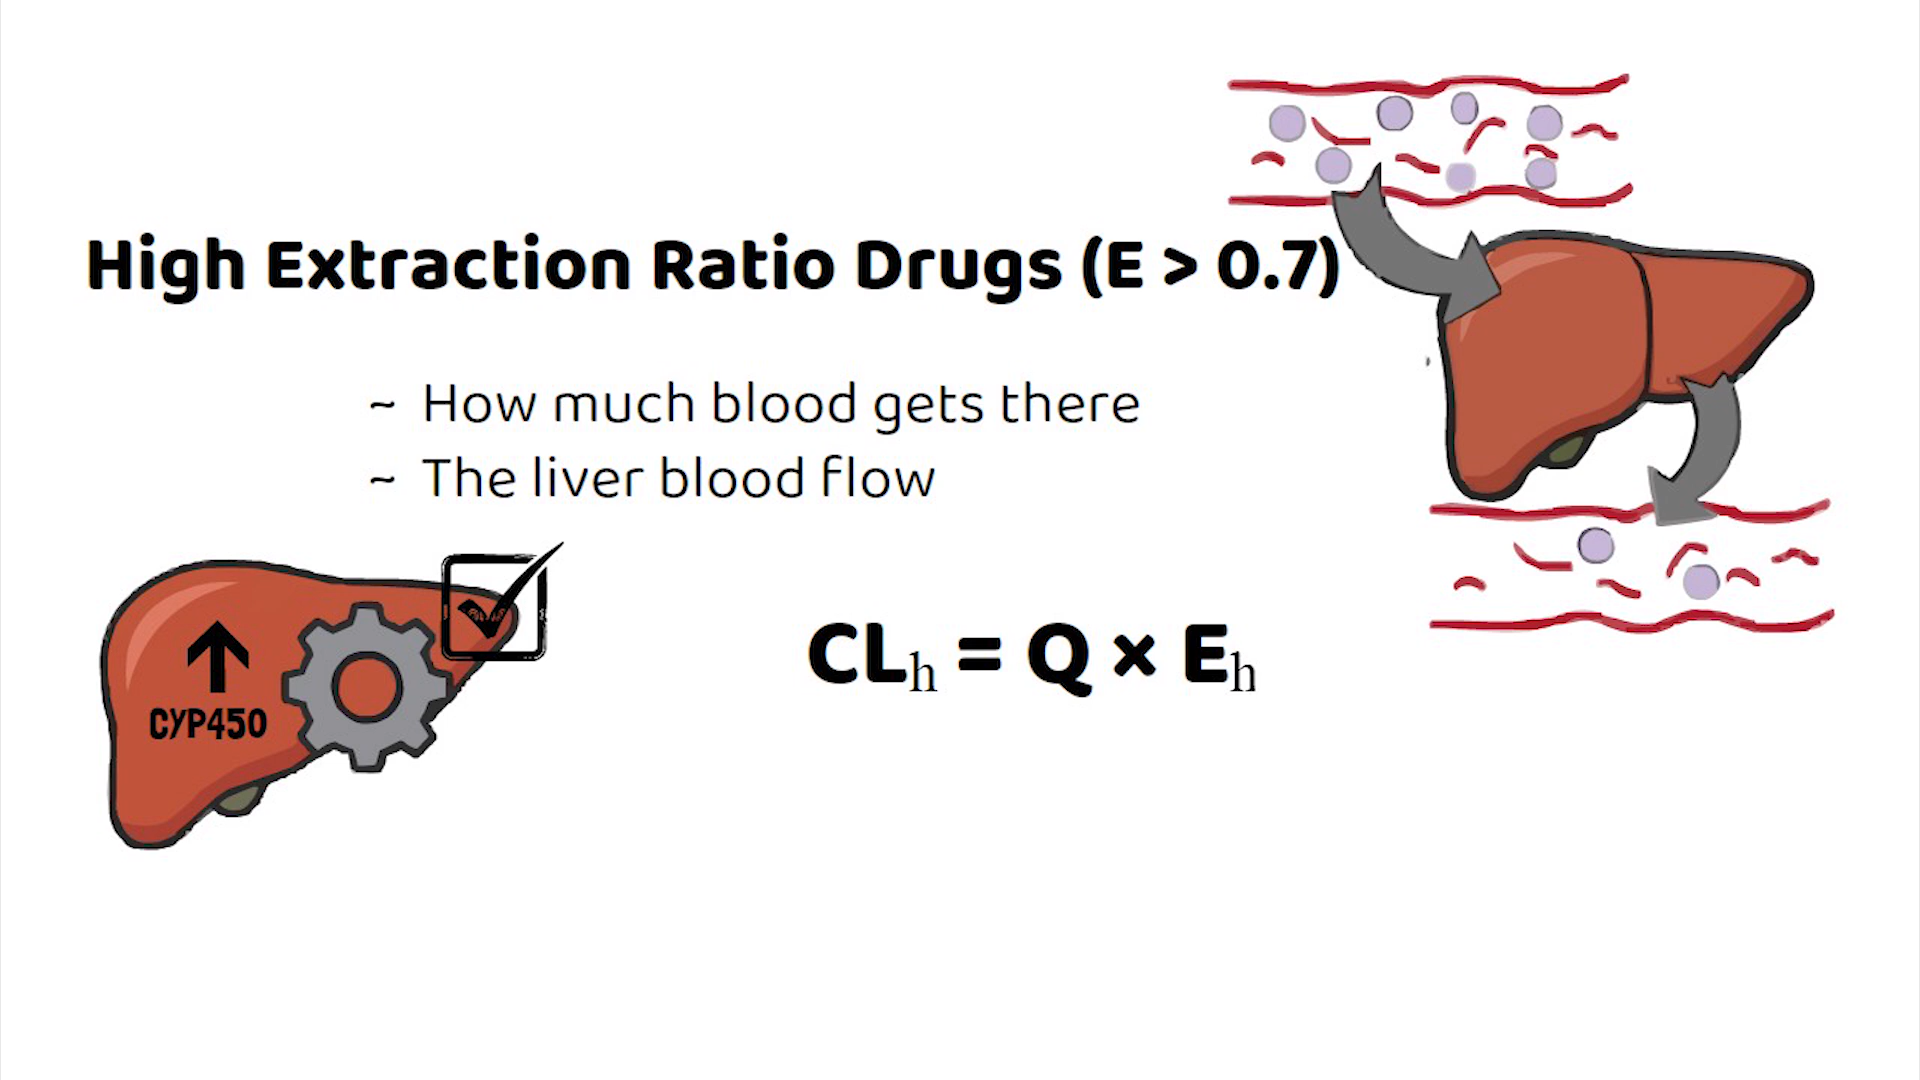 High Extraction Ratio Drugs (E > 0.7)
~ How much blood gets there
~ The liver blood flow
CYP450
CLh = Q × Eh